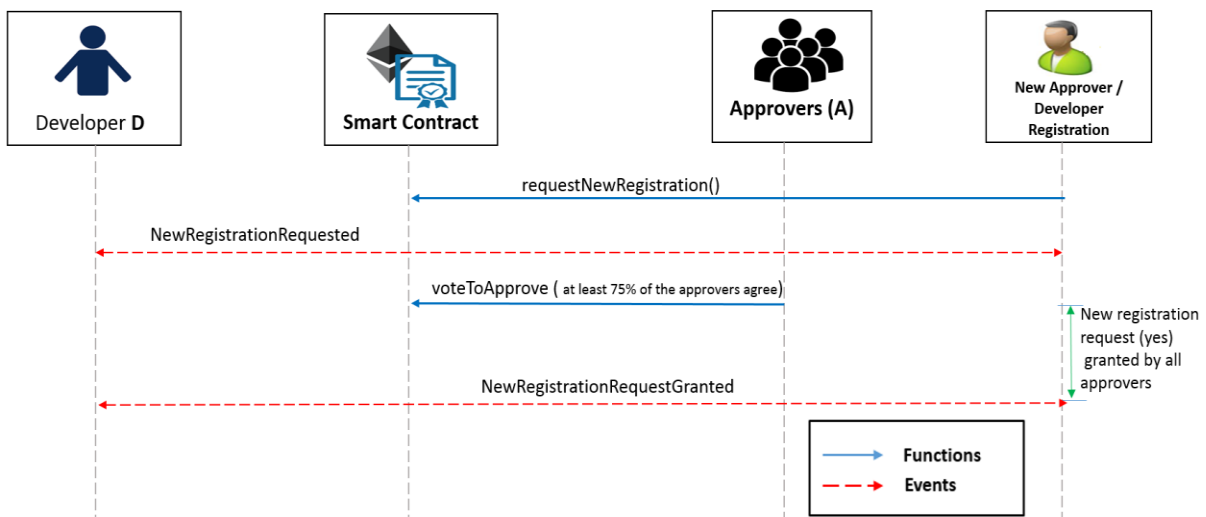 Developer D
Smart Contract
Approvers (A)
New Approver /
Developer
Registration
requestNewRegistration()
NewRegistrationRequested
voteToApprove ( at least 75% of the approvers agree)
New registration
request (yes)
granted by all
approvers
NewRegistrationRequestGranted
Functions
Events